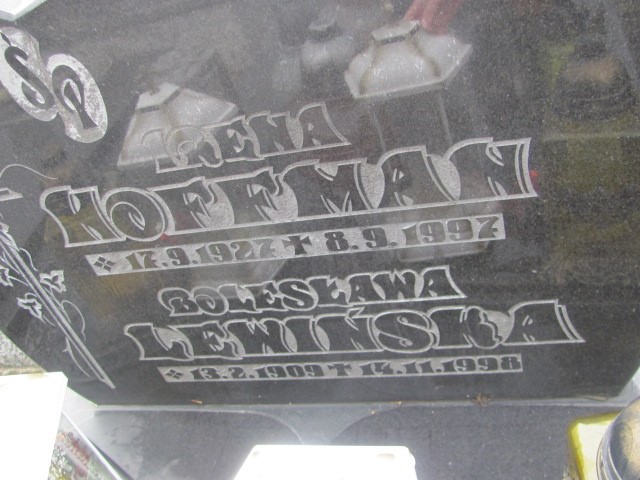 ŚP
IRENA
HOFFMAN
* 17.9.1927 † 8.9.1997
BOLESŁAWA
LEWIŃSKA
* 13.2.1909 † 14.11.1998